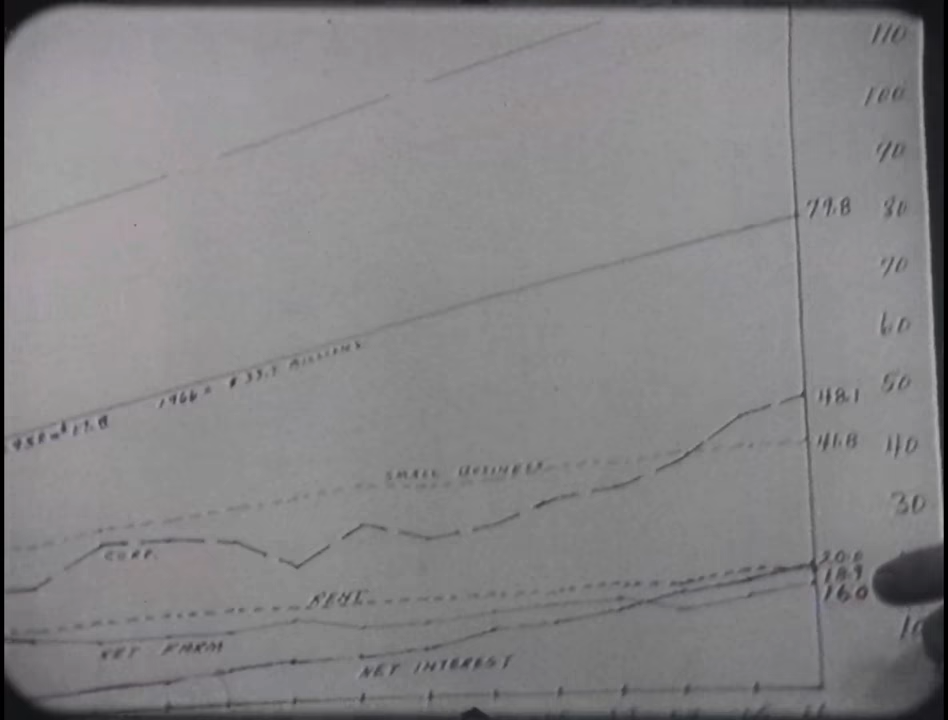 110
100
90
79.8 80
70
60
50
48.1
1966 = $ 33.7 BILLIONS
SMALL BUSINESS
41.8 40
30
CORP.
20.0
18.9
16.0
RENT
NET FARM
NET INTEREST